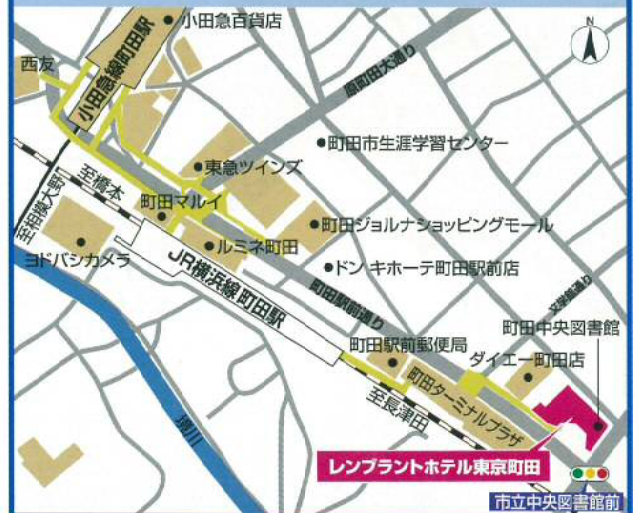 小田急百貨店
N
小田急線町田駅
西友
原町田大通り
町田市生涯学習センター
東急ツインズ
至橋本
町田マルイ
至相模大野
町田ジョルナショッピングモール
ルミネ町田
ヨドバシカメラ
JR横浜線町田駅
ドン キホーテ町田駅前店
町田駅前通り
文学館通り
町田中央図書館
町田駅前郵便局
ダイエー町田店
町田ターミナルプラザ
至長津田
境川
レンブラントホテル東京町田
市立中央図書館前